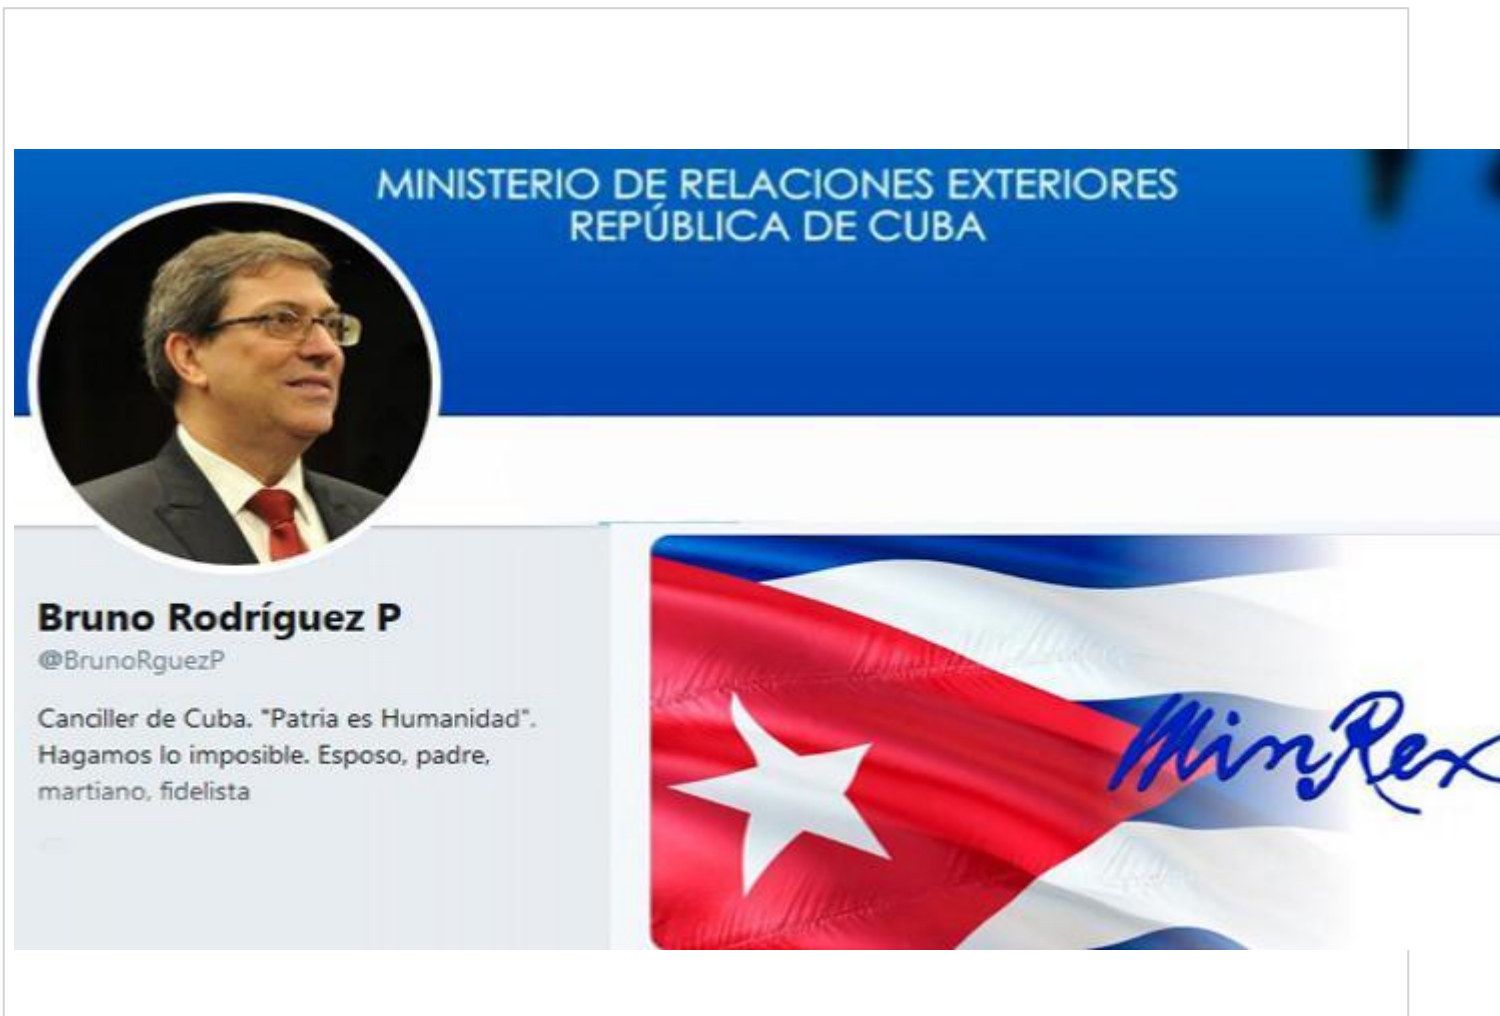 MINISTERIO DE RELACIONES EXTERIORES
REPÚBLICA DE CUBA
Bruno Rodríguez P
@BrunoRguezP
Canciller de Cuba. "Patria es Humanidad".
Hagamos lo imposible. Esposo, padre,
martiano, fidelista
MinRex